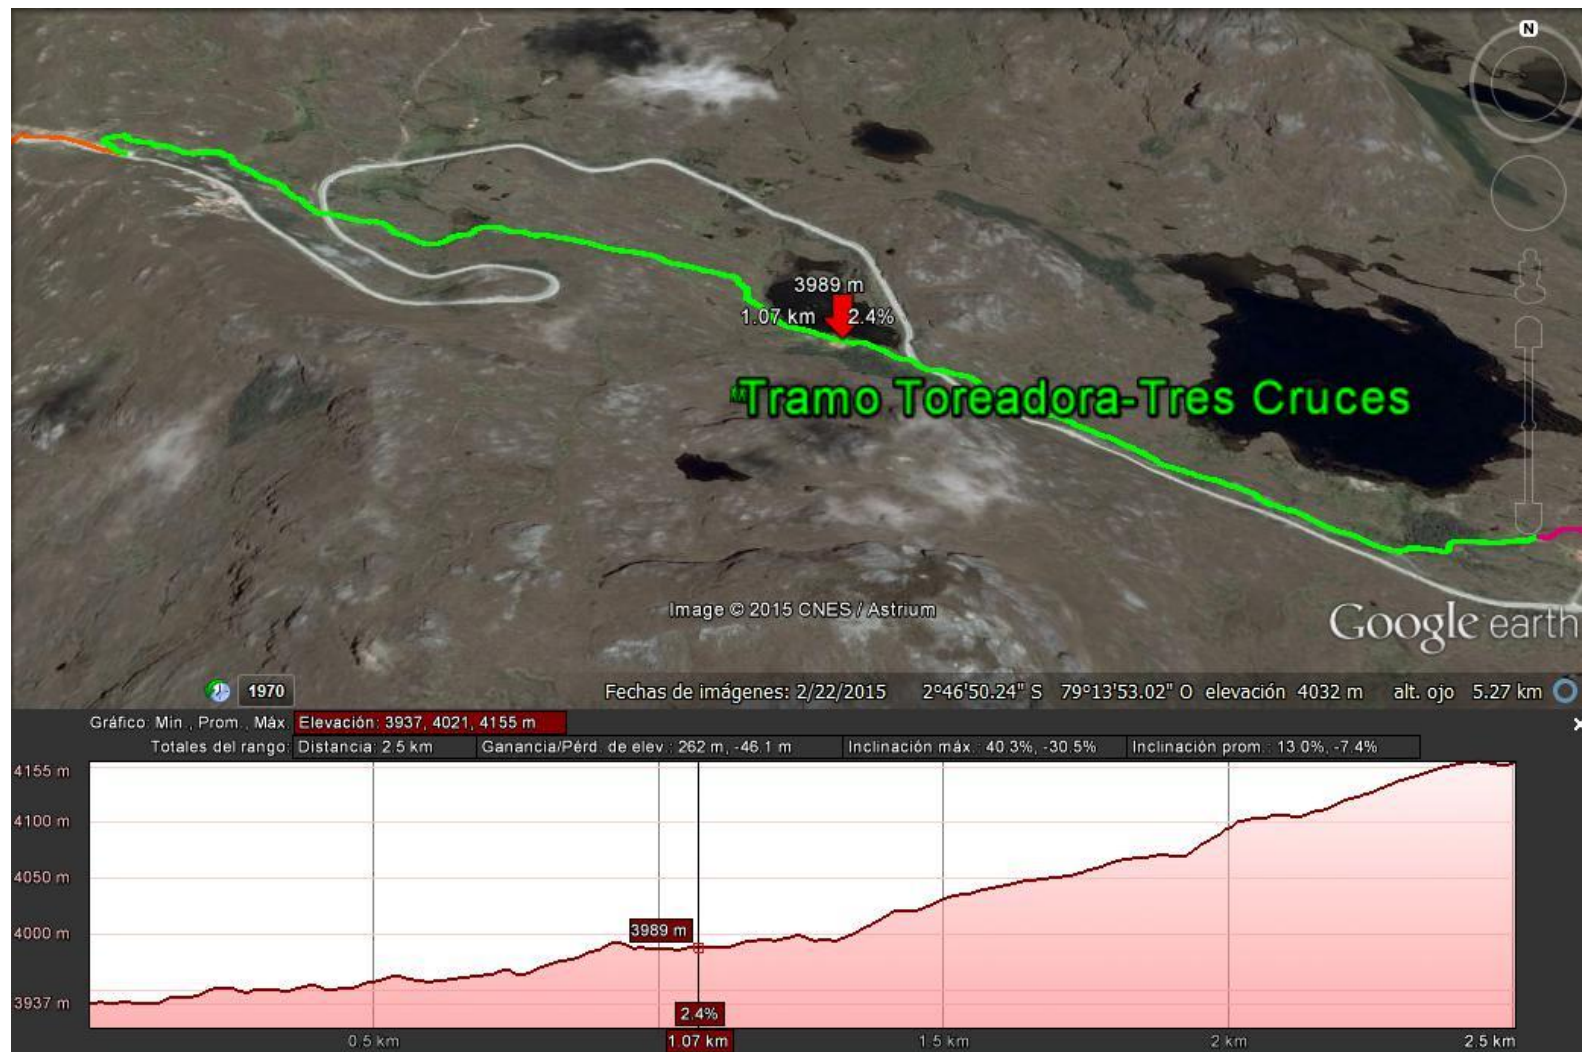 N
3989 m
1.07 km 2.4%
Tramo Toreadora-Tres Cruces
Image © 2015 CNES / Astrium
Google earth
1970
Fechas de imágenes: 2/22/2015 2°46'50.24" S 79°13'53.02" O elevación 4032 m alt. ojo 5.27 km
Gráfico: Min., Prom., Máx. Elevación: 3937, 4021, 4155 m
Totales del rango: Distancia: 2.5 km Ganancia/Pérd. de elev.: 262 m, -46.1 m Inclinación máx.: 40.3%, -30.5% Inclinación prom.: 13.0%, -7.4%
4155 m
4100 m
4050 m
4000 m
3989 m
3937 m
2.4%
0.5 km 1.07 km 1.5 km 2 km 2.5 km